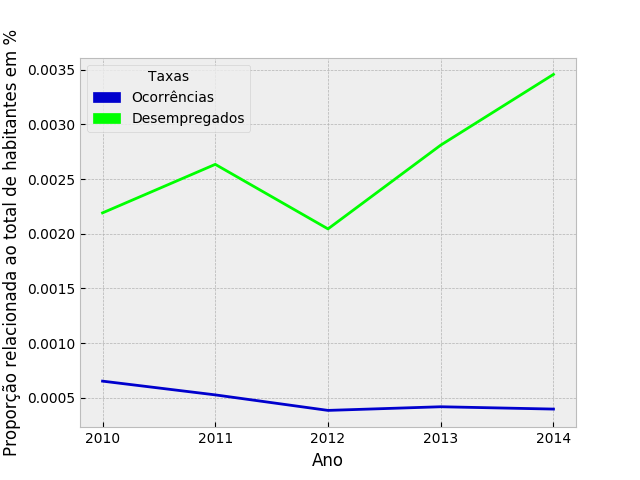 Proporção relacionada ao total de habitantes em %
0.0035
0.0030
0.0025
0.0020
0.0015
0.0010
0.0005
Taxas
Ocorrências
Desempregados
2010 2011 2012 2013 2014
Ano